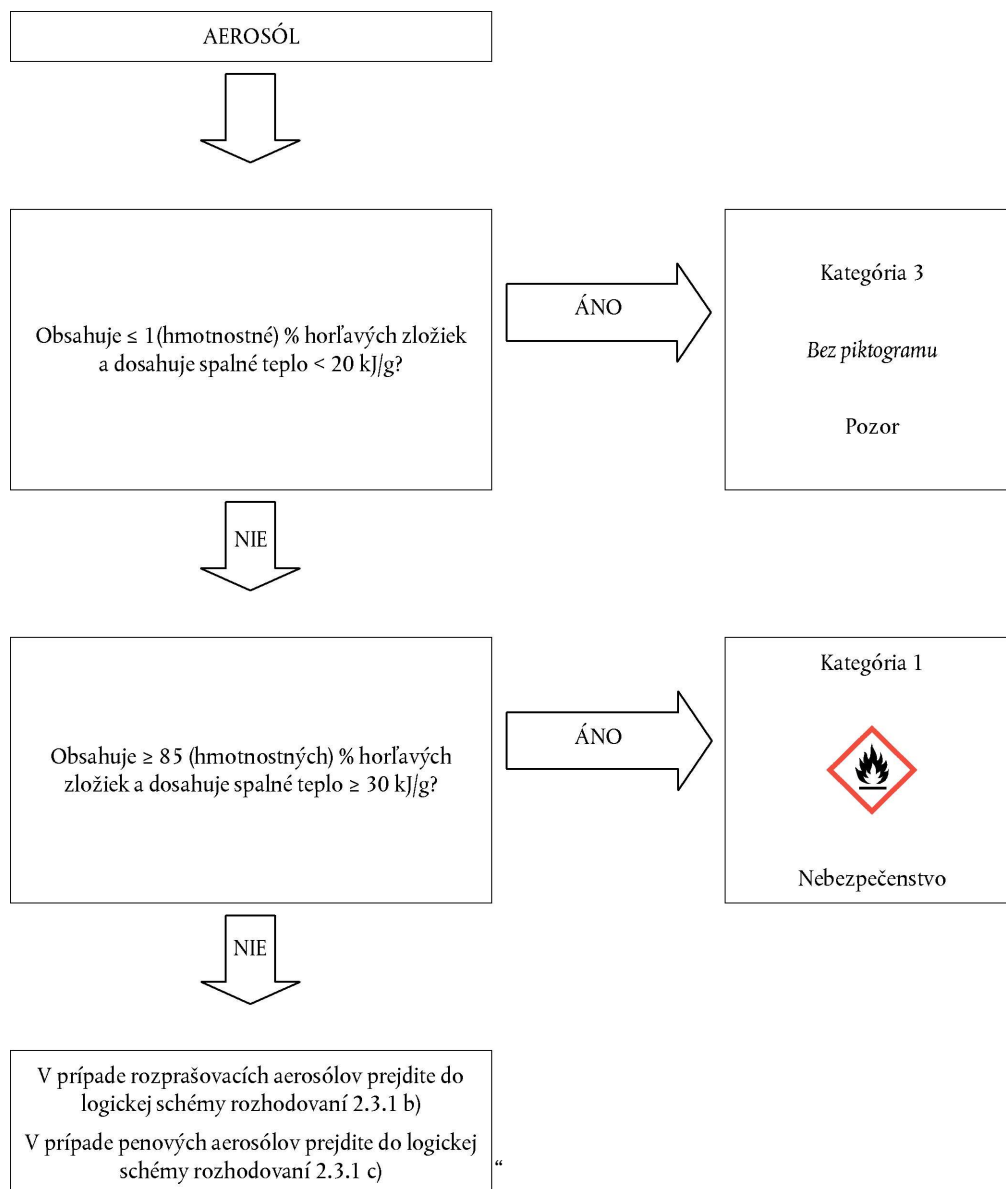 AEROSÓL
Obsahuje ≤ 1(hmotnostné) % horľavých zložiek
a dosahuje spalné teplo < 20 kJ/g?
ÁNO
Kategória 3
Bez piktogramu
Pozor
NIE
Obsahuje ≥ 85 (hmotnostných) % horľavých
zložiek a dosahuje spalné teplo ≥ 30 kJ/g?
ÁNO
Kategória 1
Nebezpečenstvo
NIE
V prípade rozprašovacích aerosólov prejdite do
logickej schémy rozhodovaní 2.3.1 b)
V prípade penových aerosólov prejdite do logickej
schémy rozhodovaní 2.3.1 c) “